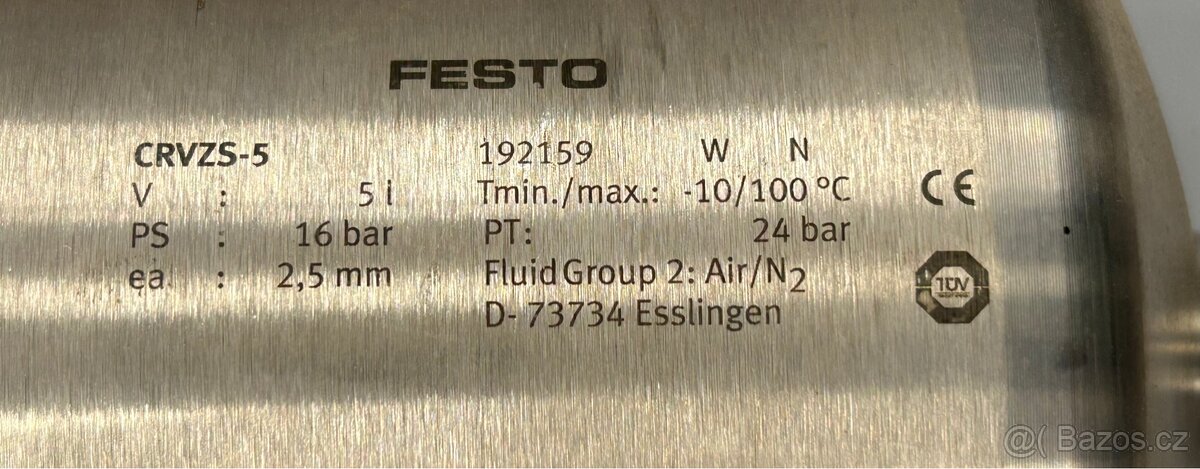 FESTO
CRVZS-5 192159 W N
V : 5 l Tmin./max.: -10/100 °C CE
PS : 16 bar PT: 24 bar
ea : 2,5 mm Fluid Group 2: Air/N2
TÜV
D- 73734 Esslingen
@( Bazos.cz